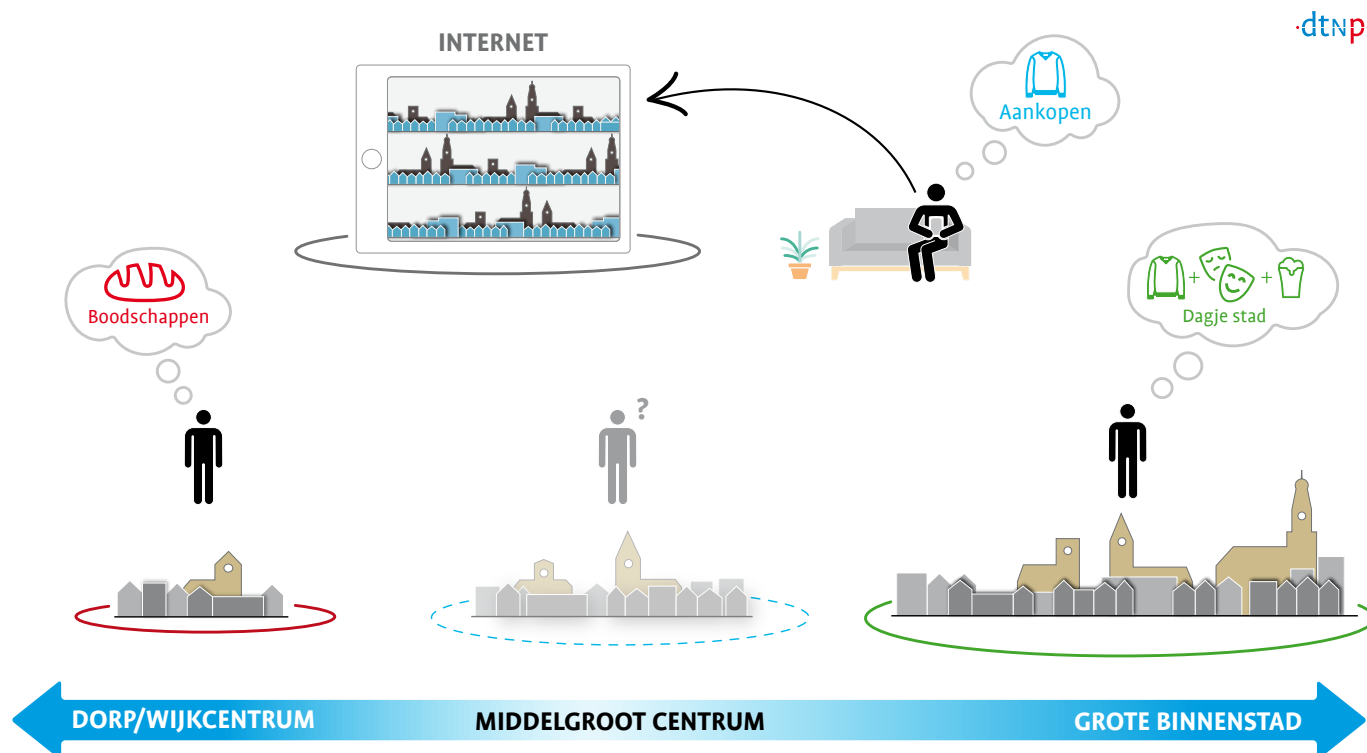 ·dtnp
INTERNET
Aankopen
Boodschappen
+
+
Dagje stad
?
DORP/WIJKCENTRUM
MIDDELGROOT CENTRUM
GROTE BINNENSTAD